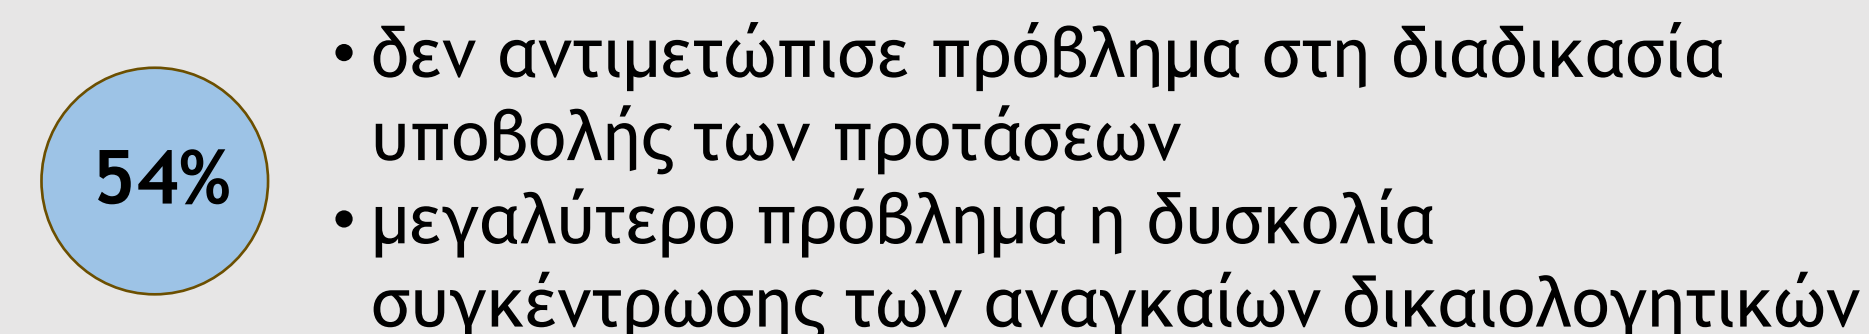 54%
• δεν αντιμετώπισε πρόβλημα στη διαδικασία
υποβολής των προτάσεων
• μεγαλύτερο πρόβλημα η δυσκολία
συγκέντρωσης των αναγκαίων δικαιολογητικών